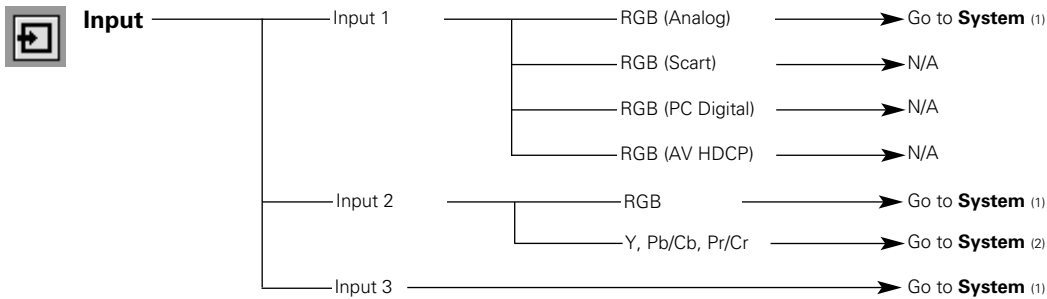 Input Input 1 RGB (Analog) Go to System (1)
RGB (Scart) N/A
RGB (PC Digital) N/A
RGB (AV HDCP) N/A
Input 2 RGB Go to System (1)
Y, Pb/Cb, Pr/Cr Go to System (2)
Input 3 Go to System (1)